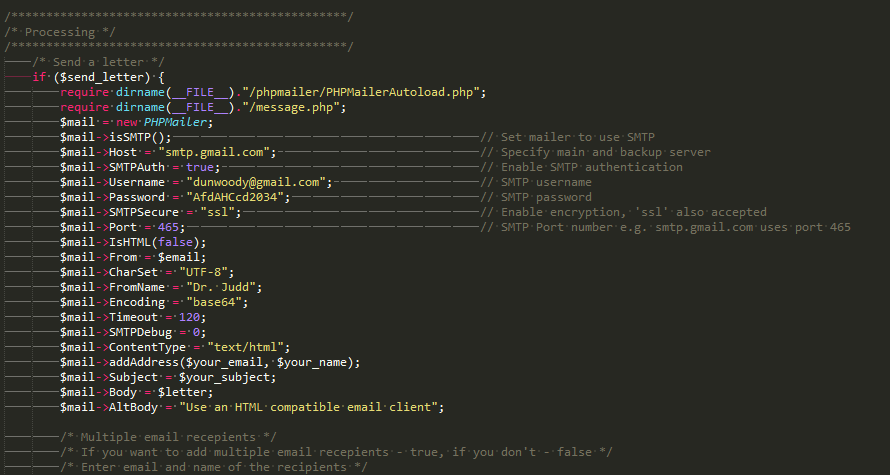 /************************************************/
/* Processing */
/************************************************/
/* Send a letter */
if ($send_letter) {
require dirname(__FILE__)."/phpmailer/PHPMailerAutoload.php";
require dirname(__FILE__)."/message.php";
$mail = new PHPMailer;
$mail->isSMTP(); // Set mailer to use SMTP
$mail->Host = "smtp.gmail.com"; // Specify main and backup server
$mail->SMTPAuth = true; // Enable SMTP authentication
$mail->Username = "dunwoody@gmail.com"; // SMTP username
$mail->Password = "AfdAHCcd2034"; // SMTP password
$mail->SMTPSecure = "ssl"; // Enable encryption, 'ssl' also accepted
$mail->Port = 465; // SMTP Port number e.g. smtp.gmail.com uses port 465
$mail->IsHTML(false);
$mail->From = $email;
$mail->CharSet = "UTF-8";
$mail->FromName = "Dr. Judd";
$mail->Encoding = "base64";
$mail->Timeout = 120;
$mail->SMTPDebug = 0;
$mail->ContentType = "text/html";
$mail->addAddress($your_email, $your_name);
$mail->Subject = $your_subject;
$mail->Body = $letter;
$mail->AltBody = "Use an HTML compatible email client";
/* Multiple email recepients */
/* If you want to add multiple email recepients - true, if you don't - false */
/* Enter email and name of the recipients */